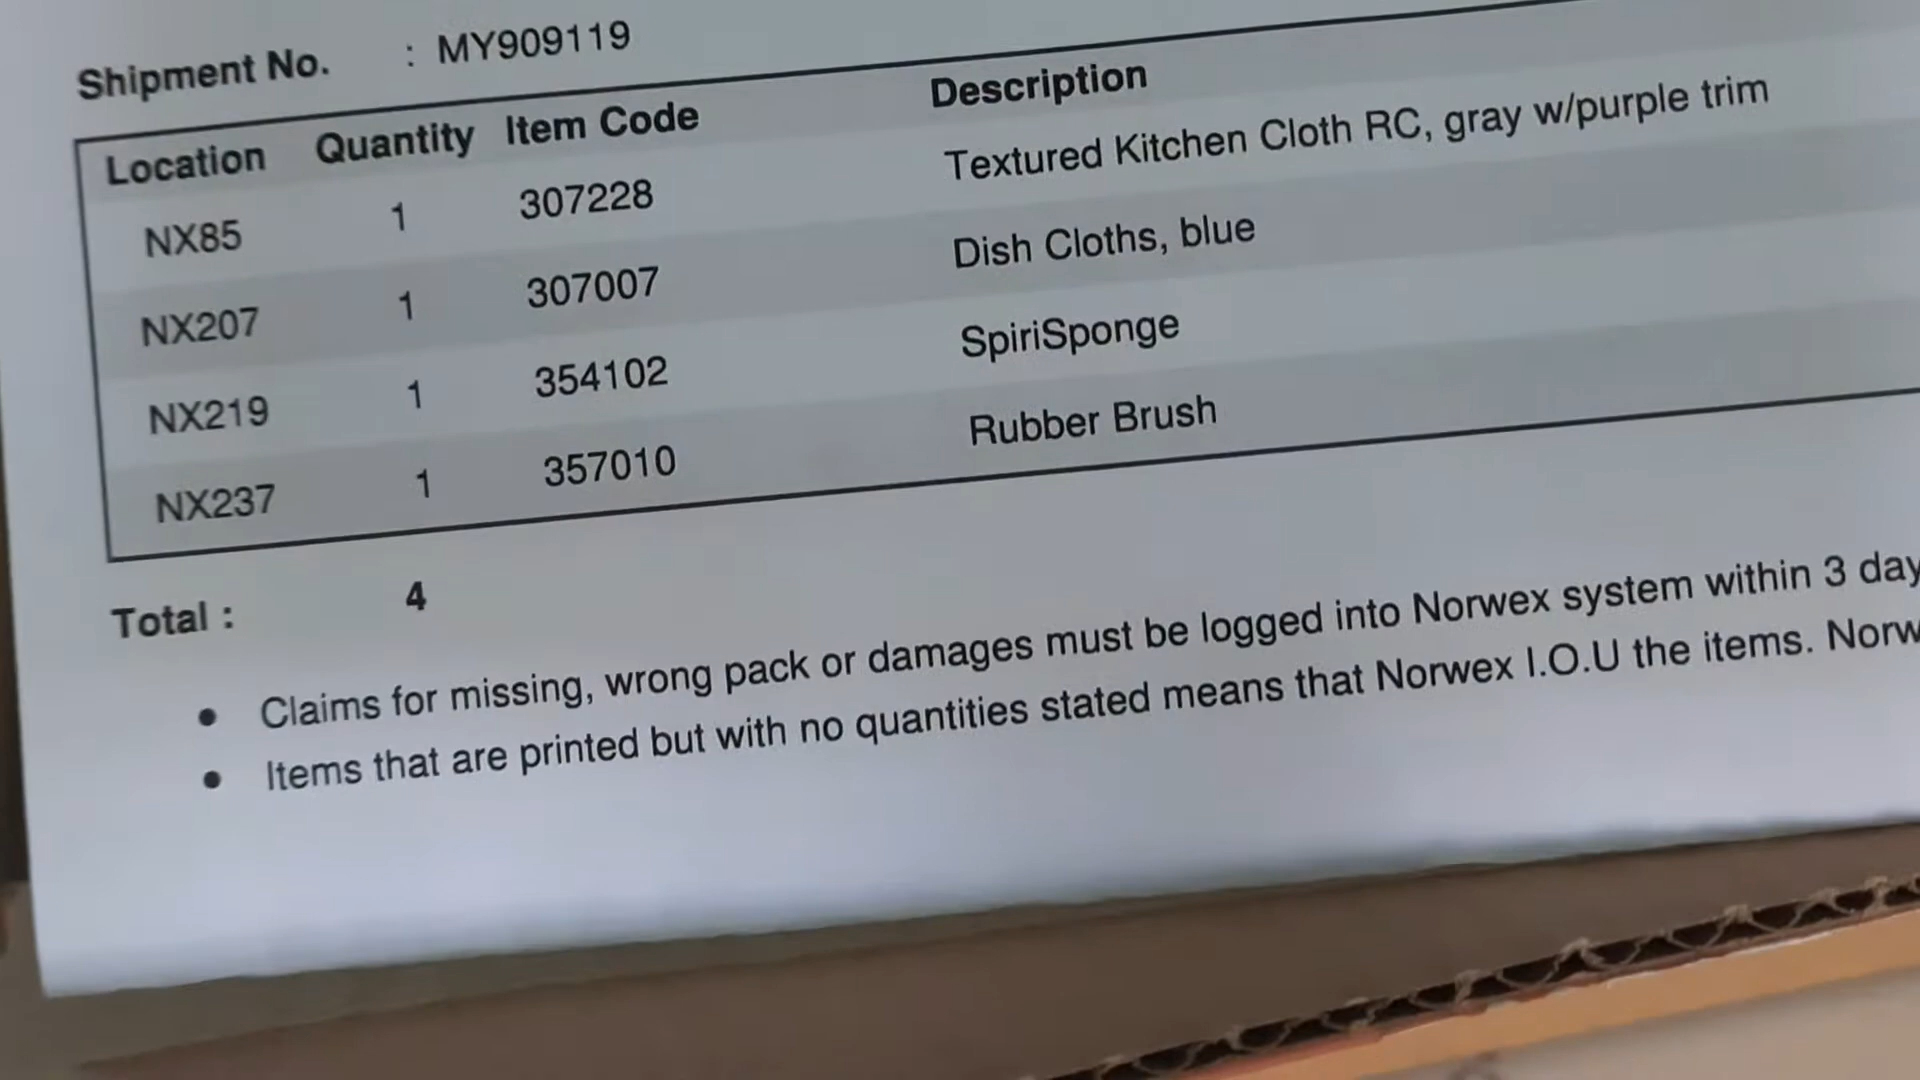 Shipment No. : MY909119
Location Quantity Item Code Description
NX85 1 307228 Textured Kitchen Cloth RC, gray w/purple trim
NX207 1 307007 Dish Cloths, blue
NX219 1 354102 SpiriSponge
NX237 1 357010 Rubber Brush
Total : 4
• Claims for missing, wrong pack or damages must be logged into Norwex system within 3 day
• Items that are printed but with no quantities stated means that Norwex I.O.U the items. Norw